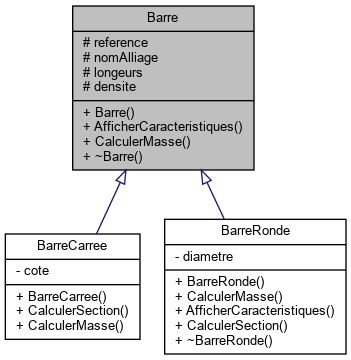 Barre
# reference
# nomAlliage
# longeurs
# densite
+ Barre()
+ AfficherCaracteristiques()
+ CalculerMasse()
+ ~Barre()
BarreCarree
- cote
+ BarreCarree()
+ CalculerSection()
+ CalculerMasse()
BarreRonde
- diametre
+ BarreRonde()
+ CalculerMasse()
+ AfficherCaracteristiques()
+ CalculerSection()
+ ~BarreRonde()